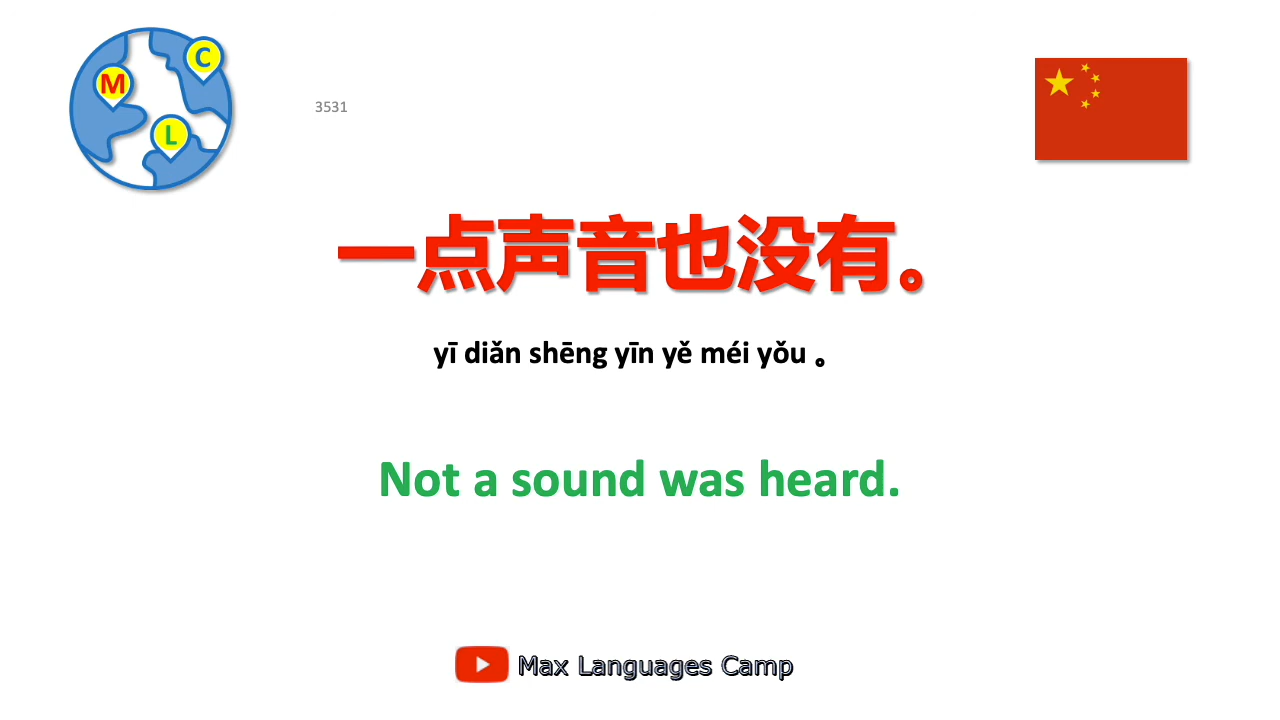 M
C
L
3531
一点声音也没有。
yī diǎn shēng yīn yě méi yǒu 。
Not a sound was heard.
Max Languages Camp